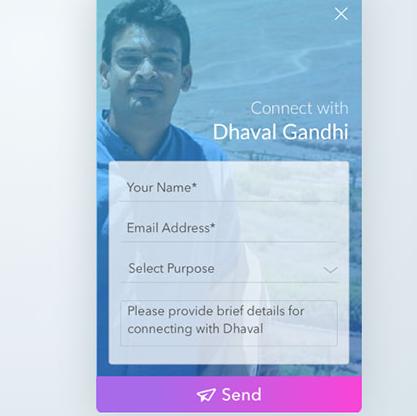 Connect with
Dhaval Gandhi
Your Name*
Email Address*
Select Purpose
Please provide brief details for
connecting with Dhaval
Send